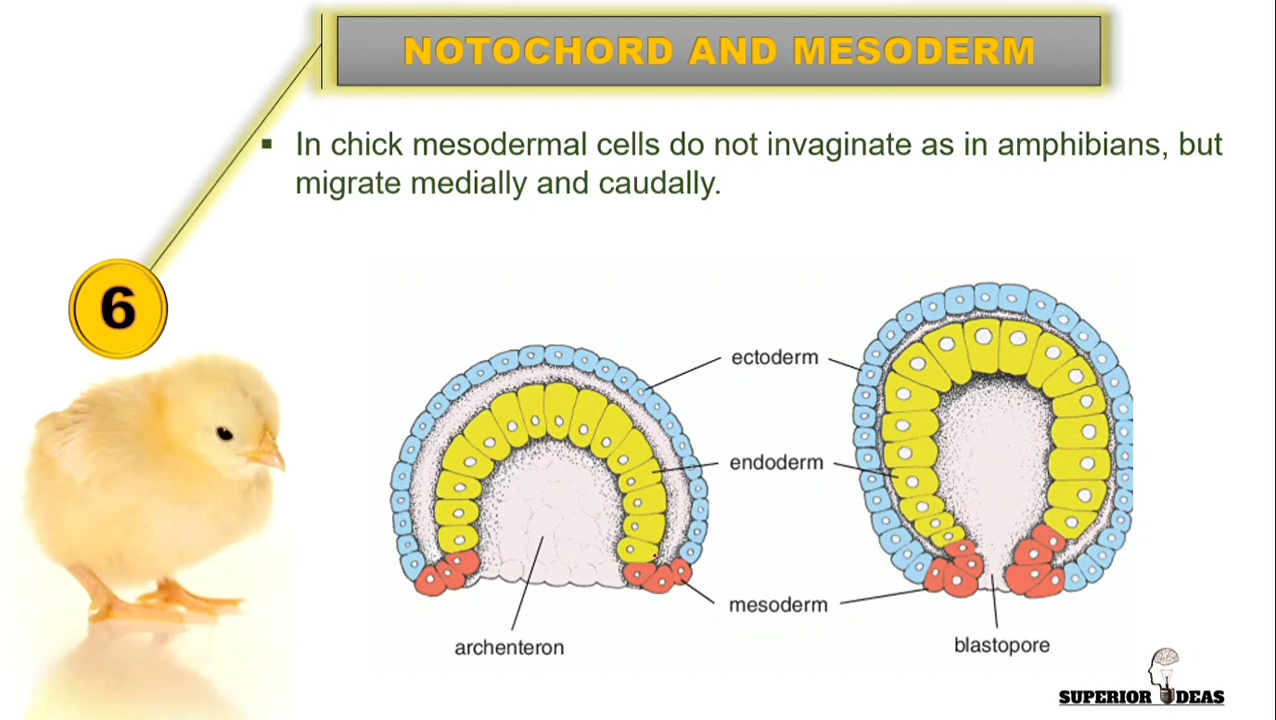 NOTOCHORD AND MESODERM
▪ In chick mesodermal cells do not invaginate as in amphibians, but
migrate medially and caudally.
6
ectoderm
endoderm
mesoderm
archenteron
blastopore
SUPERIOR IDEAS